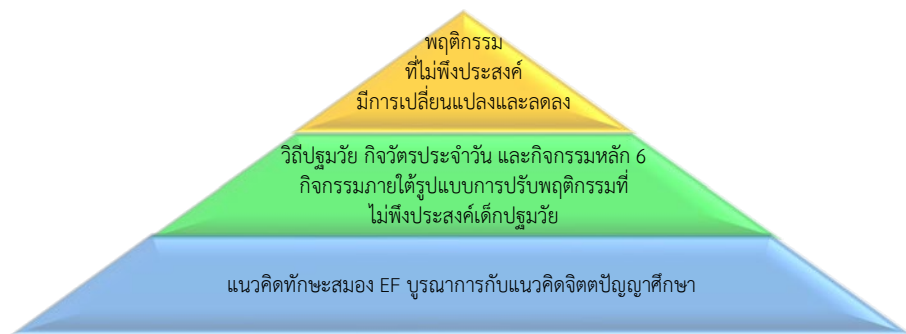 พฤติกรรม
ที่ไม่พึงประสงค์
มีการเปลี่ยนแปลงและลดลง
วิถีปฐมวัย กิจวัตรประจำวัน และกิจกรรมหลัก 6
กิจกรรมภายใต้รูปแบบการปรับพฤติกรรมที่
ไม่พึงประสงค์เด็กปฐมวัย
แนวคิดทักษะสมอง EF บูรณาการกับแนวคิดจิตตปัญญาศึกษา